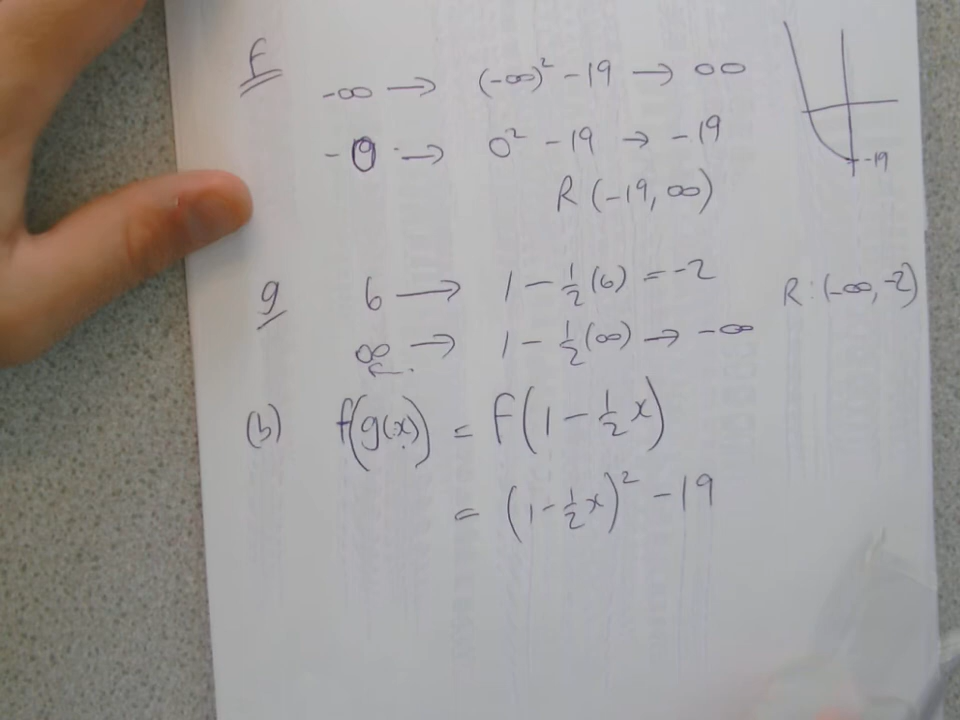 f
-∞ → (-∞)² - 19 → ∞
- 0 → 0² - 19 → -19
-19
R (-19, ∞)
g 6 → 1 - ½(6) = -2 R: (-∞, -2)
∞ → 1 - ½(∞) → -∞
(b) f(g(x)) = f(1 - ½x)
= (1 - ½x)² - 19